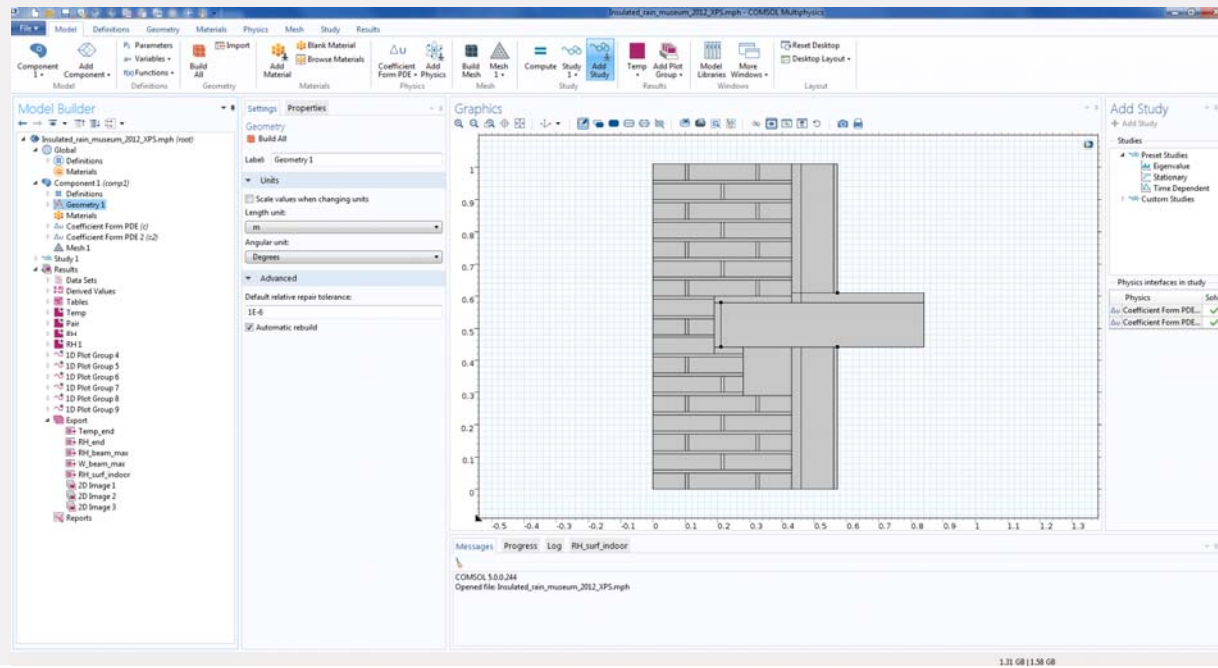 Insulated_rain_museum_2012_XPS.mph - COMSOL Multiphysics
File Model Definitions Geometry Materials Physics Mesh Study Results
Component 1
Add Component
Model
Pi Parameters
a= Variables
f(x) Functions
Definitions
Build All
Import
Geometry
Add Material
Blank Material
Browse Materials
Materials
Δu
Coefficient Form PDE
Add Physics
Physics
Build Mesh
Mesh 1
Mesh
Compute
Study 1
Add Study
Study
Temp
Add Plot Group
Results
Model Libraries
More Windows
Windows
Reset Desktop
Desktop Layout
Layout
Model Builder
Insulated_rain_museum_2012_XPS.mph (root)
Global
Definitions
Materials
Component 1 (comp1)
Definitions
Geometry 1
Materials
Δu Coefficient Form PDE (c)
Δu Coefficient Form PDE 2 (c2)
Mesh 1
Study 1
Results
Data Sets
Derived Values
Tables
Temp
Pair
RH1
1D Plot Group 4
1D Plot Group 5
1D Plot Group 6
1D Plot Group 7
1D Plot Group 8
1D Plot Group 9
Export
Temp_end
RH_end
RH_beam_max
W_beam_max
RH_surf_indoor
2D Image 1
2D Image 2
2D Image 3
Reports
Settings Properties
Geometry
Build All
Label: Geometry 1
Units
Scale values when changing units
Length unit:
m
Angular unit:
Degrees
Advanced
Default relative repair tolerance:
1E-6
Automatic rebuild
Graphics
1
0.9
0.8
0.7
0.6
0.5
0.4
0.3
0.2
0.1
0
-0.5 -0.4 -0.3 -0.2 -0.1 0 0.1 0.2 0.3 0.4 0.5 0.6 0.7 0.8 0.9 1 1.1 1.2 1.3
Messages Progress Log RH_surf_indoor
COMSOL 5.0.0.244
Opened file: Insulated_rain_museum_2012_XPS.mph
Add Study
+ Add Study
Studies
Preset Studies
Eigenvalue
Stationary
Time Dependent
Custom Studies
Physics interfaces in study
Physics Solv
Δu Coefficient Form PDE...
Δu Coefficient Form PDE...
1.31 GB | 1.58 GB